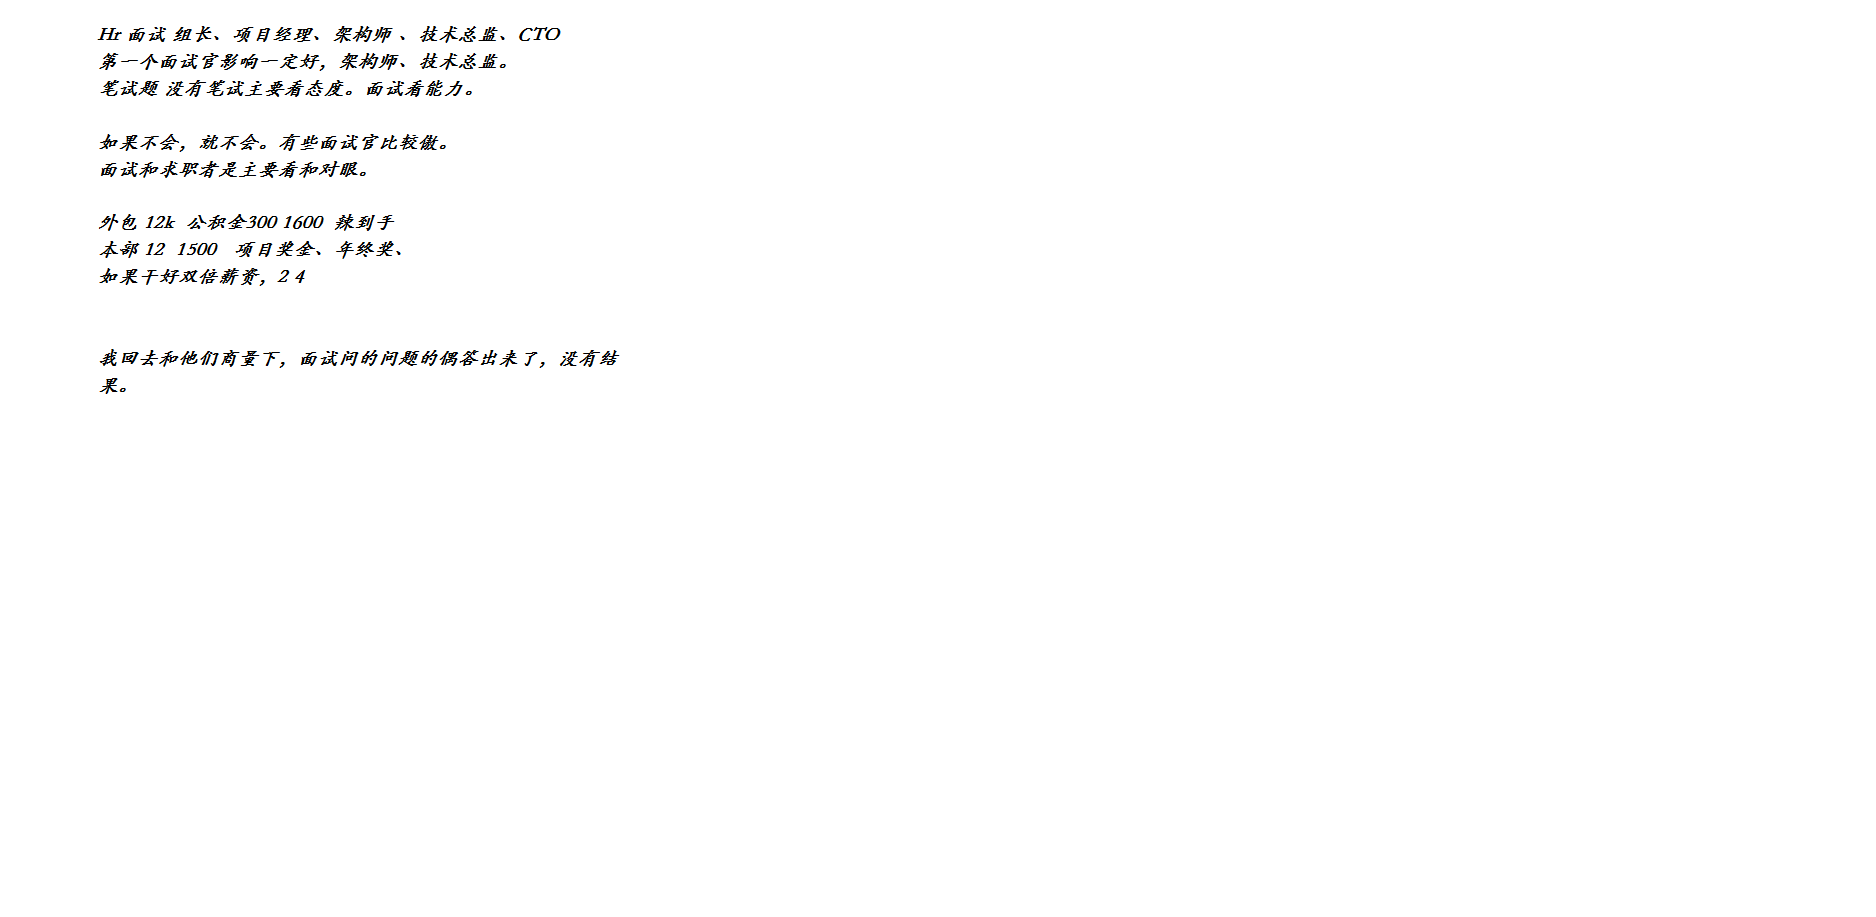 Hr 面试 组长、项目经理、架构师 、技术总监、CTO
第一个面试官影响一定好，架构师、技术总监。
笔试题 没有笔试主要看态度。面试看能力。
如果不会，就不会。有些面试官比较傲。
面试和求职者是主要看和对眼。
外包 12k 公积金300 1600 辣到手
本部 12 1500 项目奖金、年终奖、
如果干好双倍薪资，2 4
我回去和他们商量下，面试问的问题的偶答出来了，没有结
果。